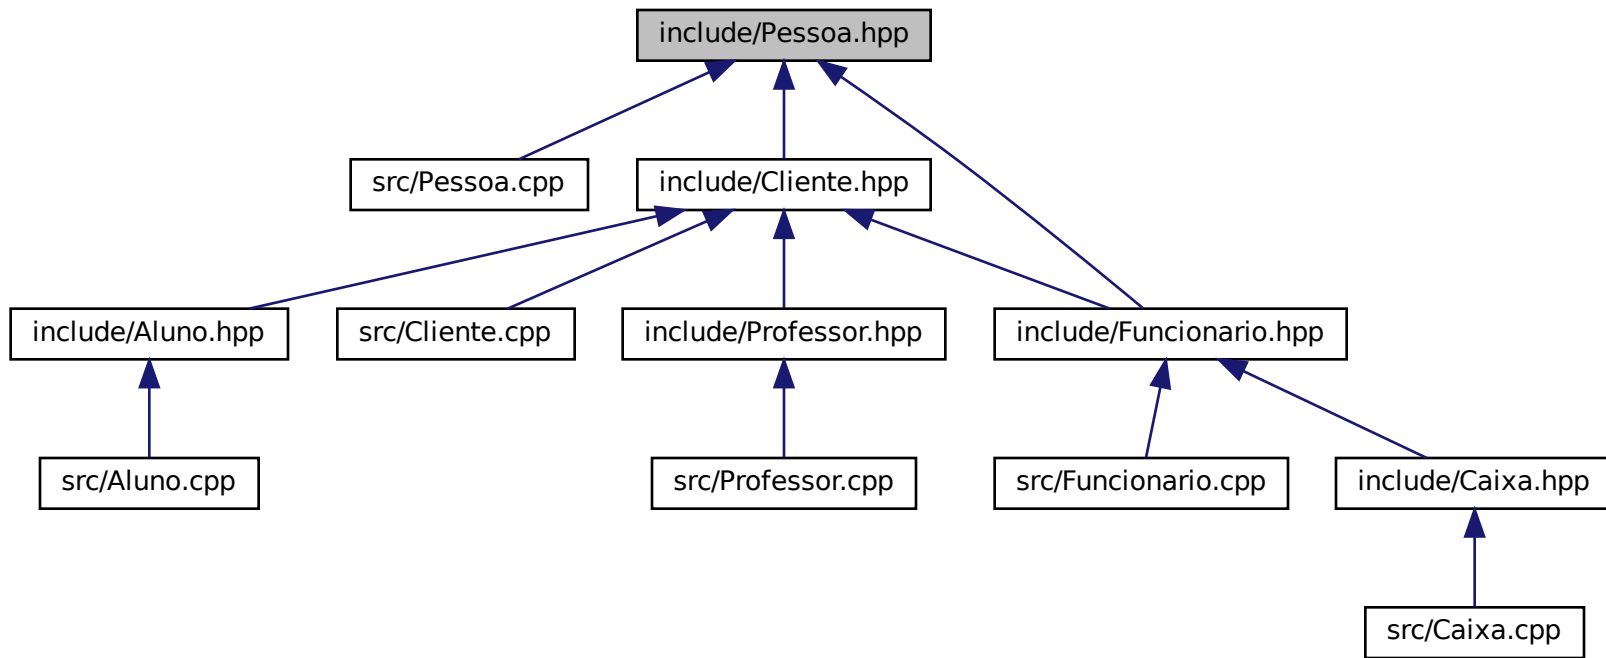 include/Pessoa.hpp
src/Pessoa.cpp
include/Cliente.hpp
include/Aluno.hpp
src/Cliente.cpp
include/Professor.hpp
include/Funcionario.hpp
src/Aluno.cpp
src/Professor.cpp
src/Funcionario.cpp
include/Caixa.hpp
src/Caixa.cpp